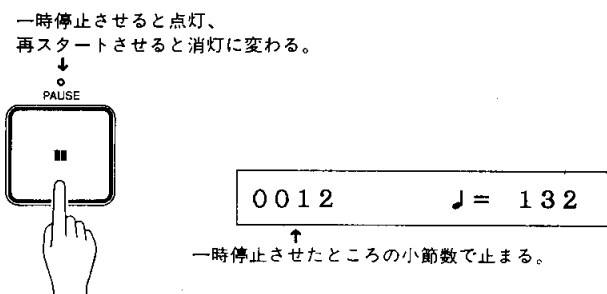 一時停止させると点灯、
再スタートさせると消灯に変わる。
↓
PAUSE
0012 ♩= 132
↑
一時停止させたところの小節数で止まる。